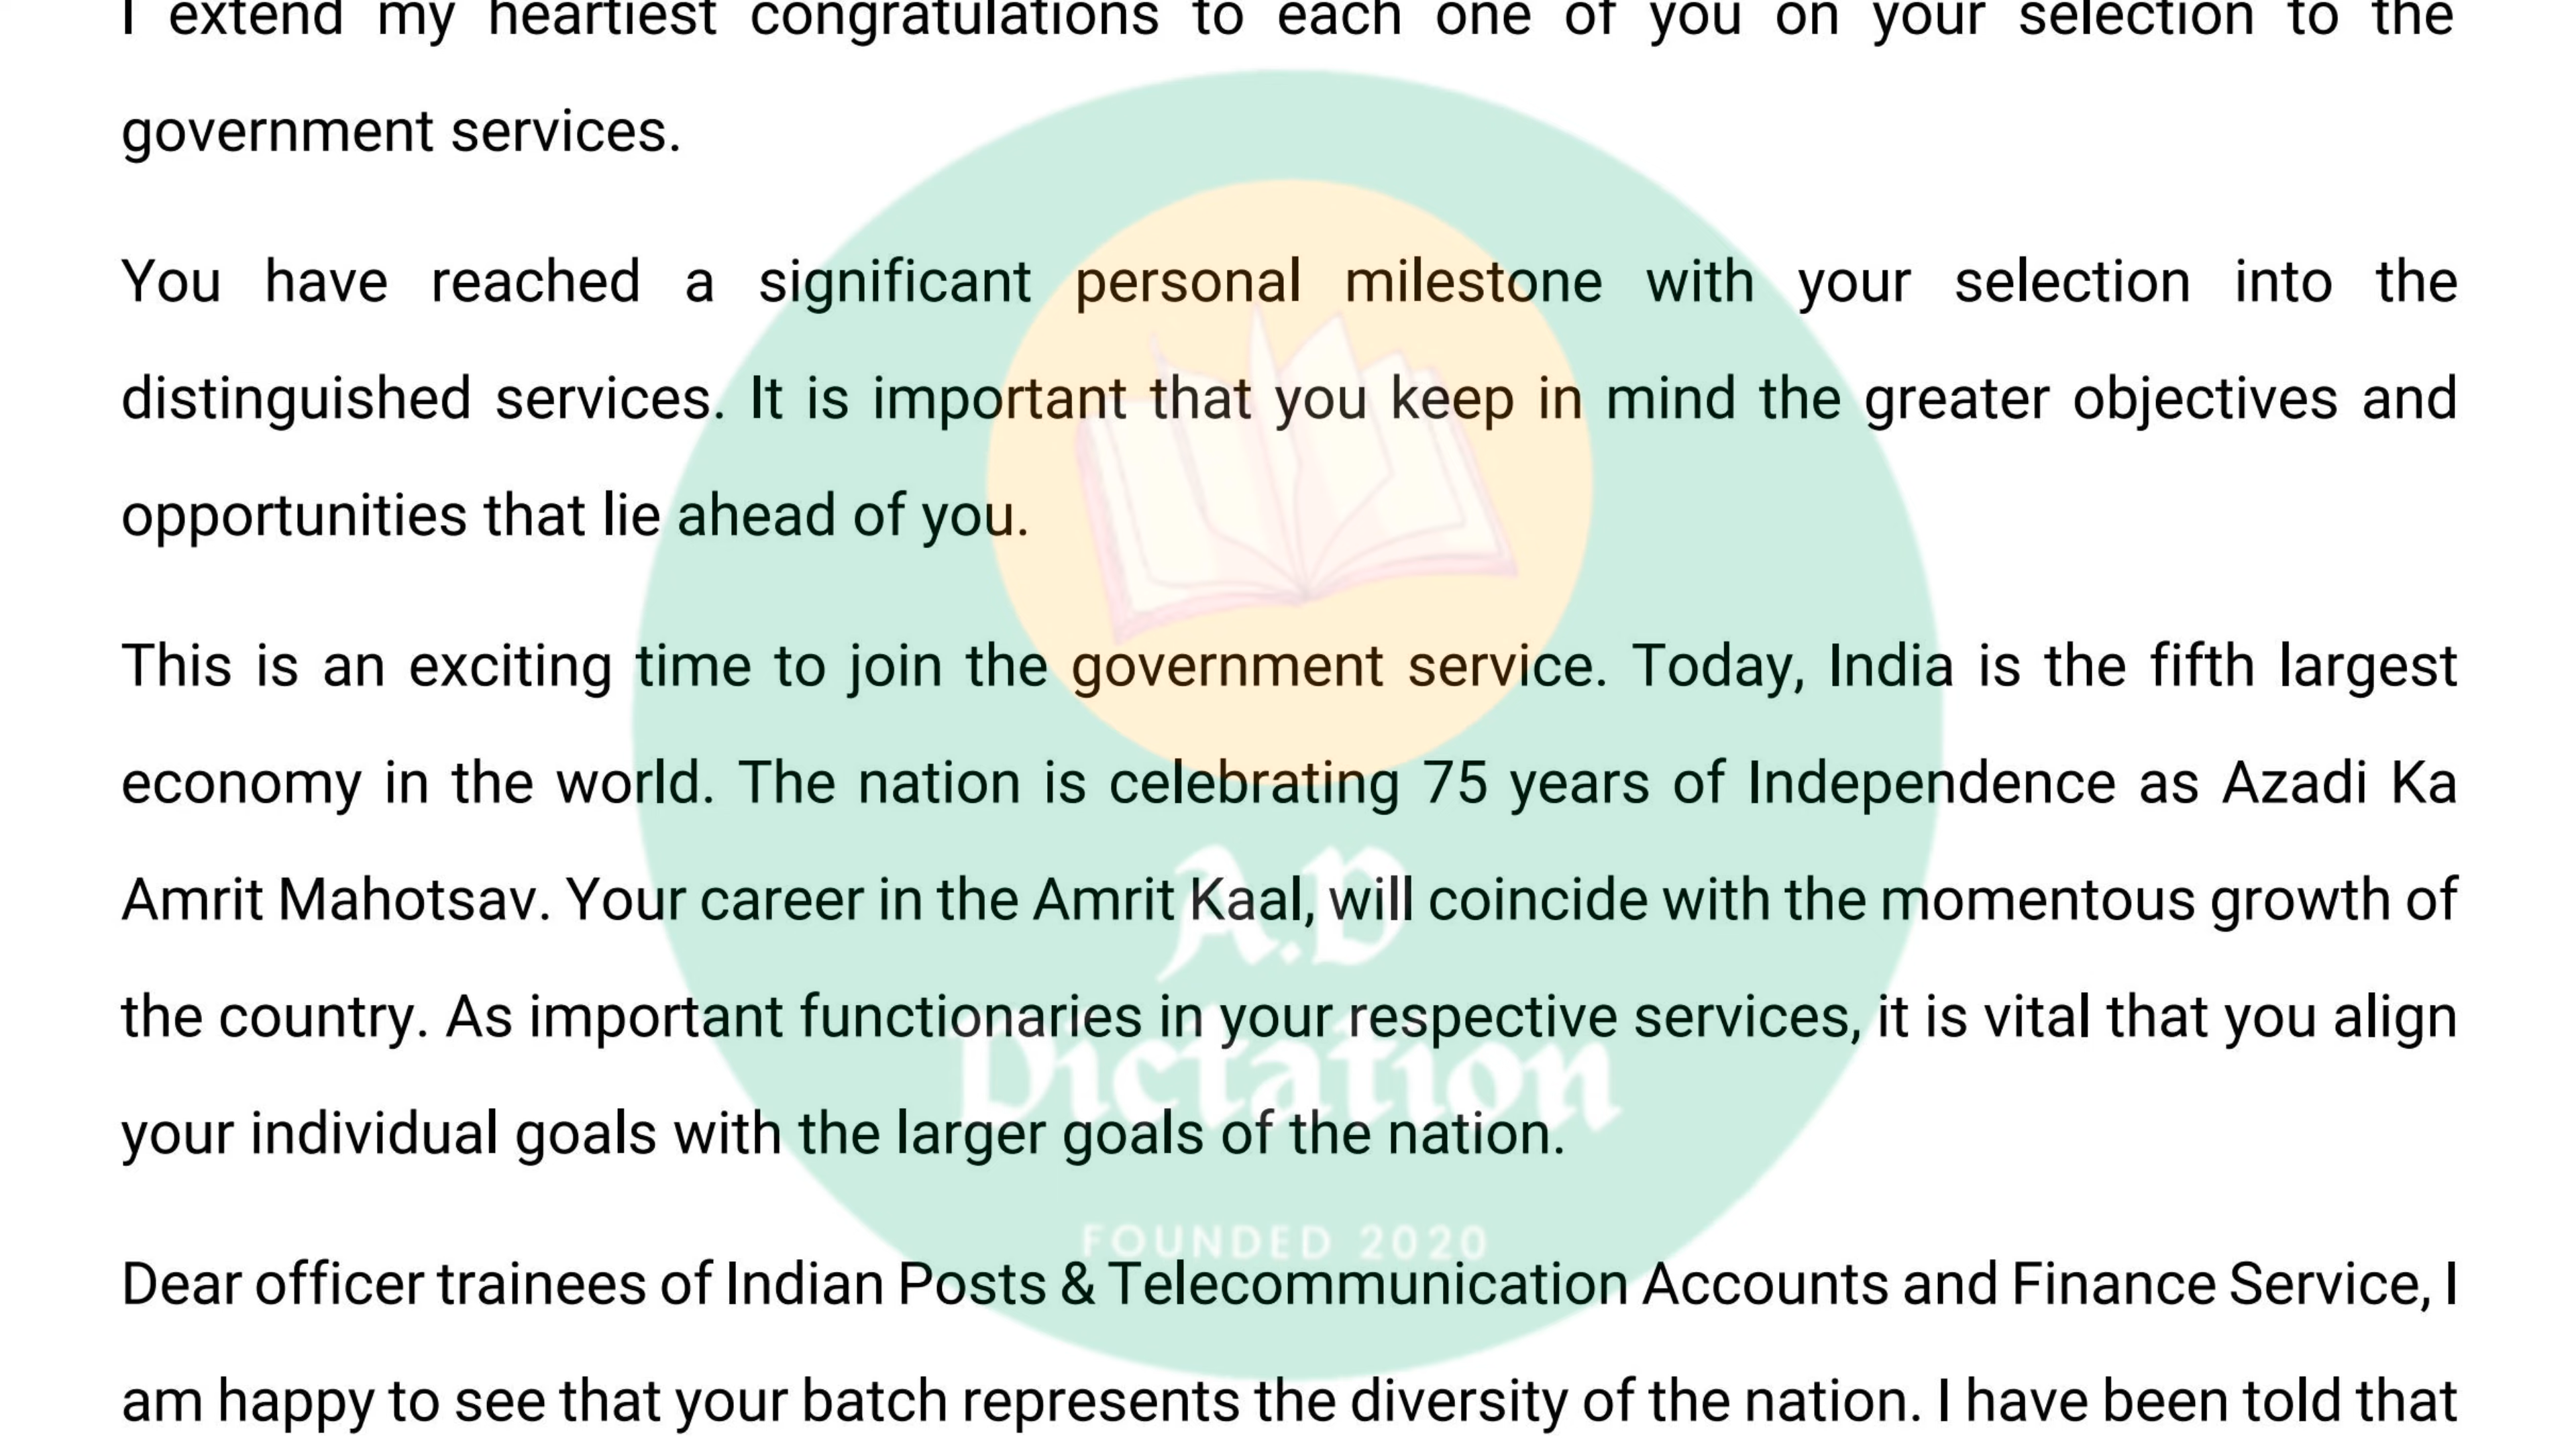 I extend my heartiest congratulations to each one of you on your selection to the
government services.
You have reached a significant personal milestone with your selection into the
distinguished services. It is important that you keep in mind the greater objectives and
opportunities that lie ahead of you.
This is an exciting time to join the government service. Today, India is the fifth largest
economy in the world. The nation is celebrating 75 years of Independence as Azadi Ka
Amrit Mahotsav. Your career in the Amrit Kaal, will coincide with the momentous growth of
A.D
the country. As important functionaries in your respective services, it is vital that you align
Dictation
your individual goals with the larger goals of the nation.
FOUNDED 2020
Dear officer trainees of Indian Posts & Telecommunication Accounts and Finance Service, I
am happy to see that your batch represents the diversity of the nation. I have been told that